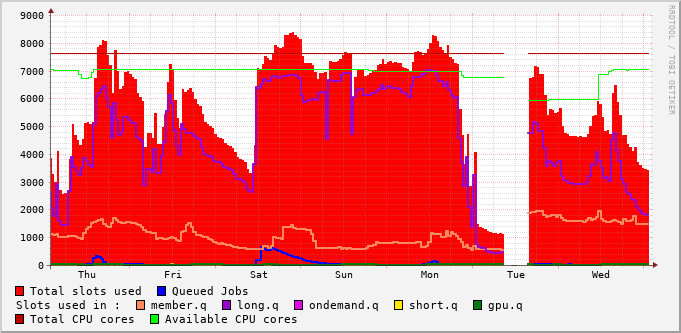 9000
8000
7000
6000
5000
4000
3000
2000
1000
0
Thu Fri Sat Sun Mon Tue Wed
RRDTOOL / TOBI OETIKER
Total slots used Queued Jobs
Slots used in : member.q long.q ondemand.q short.q gpu.q
Total CPU cores Available CPU cores